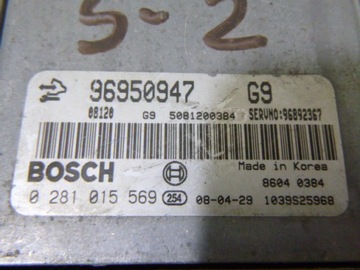 S-2
96950947 G9
08120 G9 5081200384 SERVNO:96892367
BOSCH
Made in Korea
8604 0384
0 281 015 569 254 08-04-29 1039S25968